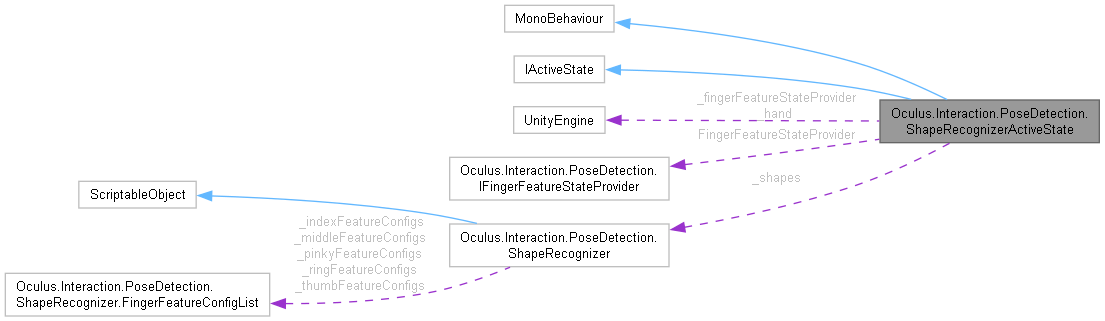 MonoBehaviour
IActiveState
_fingerFeatureStateProvider
hand
UnityEngine
Oculus.Interaction.PoseDetection.
ShapeRecognizerActiveState
FingerFeatureStateProvider
Oculus.Interaction.PoseDetection.
IFingerFeatureStateProvider
_shapes
ScriptableObject
_indexFeatureConfigs
_middleFeatureConfigs
_pinkyFeatureConfigs
_ringFeatureConfigs
_thumbFeatureConfigs
Oculus.Interaction.PoseDetection.
ShapeRecognizer
Oculus.Interaction.PoseDetection.
ShapeRecognizer.FingerFeatureConfigList